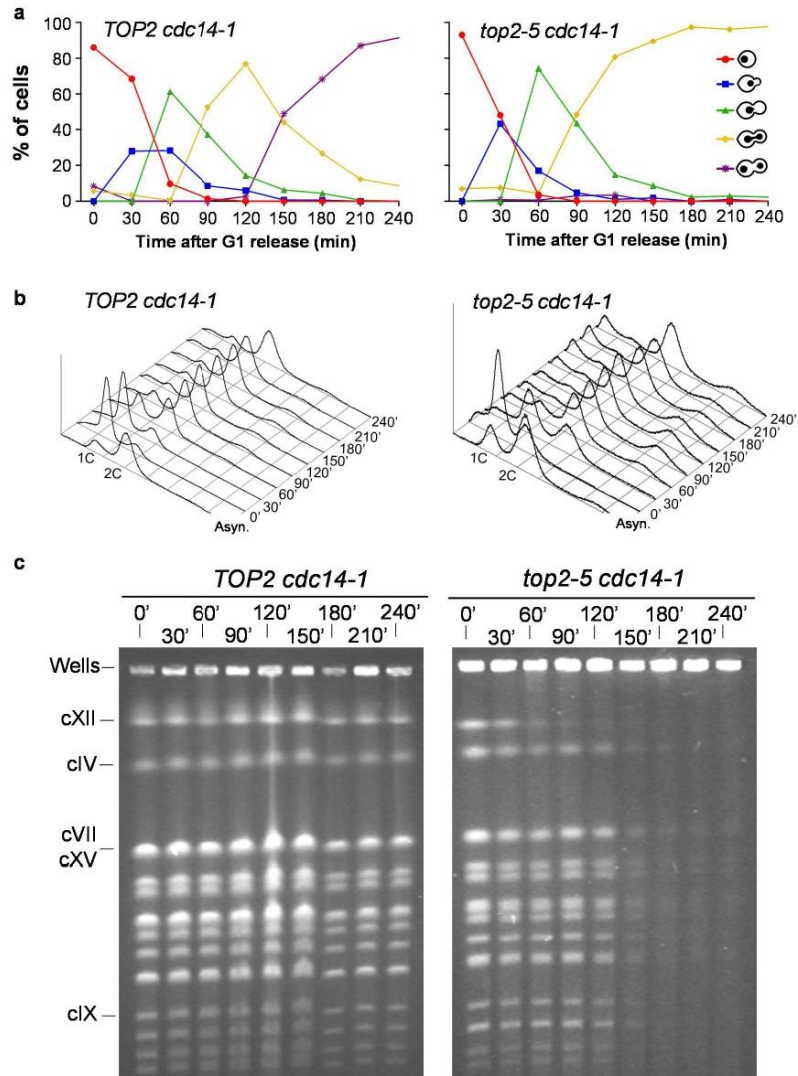 a
TOP2 cdc14-1
top2-5 cdc14-1
% of cells
100
80
60
40
20
0
0 30 60 90 120 150 180 210 240
Time after G1 release (min)
0 30 60 90 120 150 180 210 240
Time after G1 release (min)
b
TOP2 cdc14-1
top2-5 cdc14-1
1C
2C
Asyn.
0'
30'
60'
90'
120'
150'
180'
210'
240'
1C
2C
Asyn.
0'
30'
60'
90'
120'
150'
180'
210'
240'
c
TOP2 cdc14-1
top2-5 cdc14-1
0' 60' 120' 180' 240'
30' 90' 150' 210'
0' 60' 120' 180' 240'
30' 90' 150' 210'
Wells
cXII
cIV
cVII
cXV
cIX